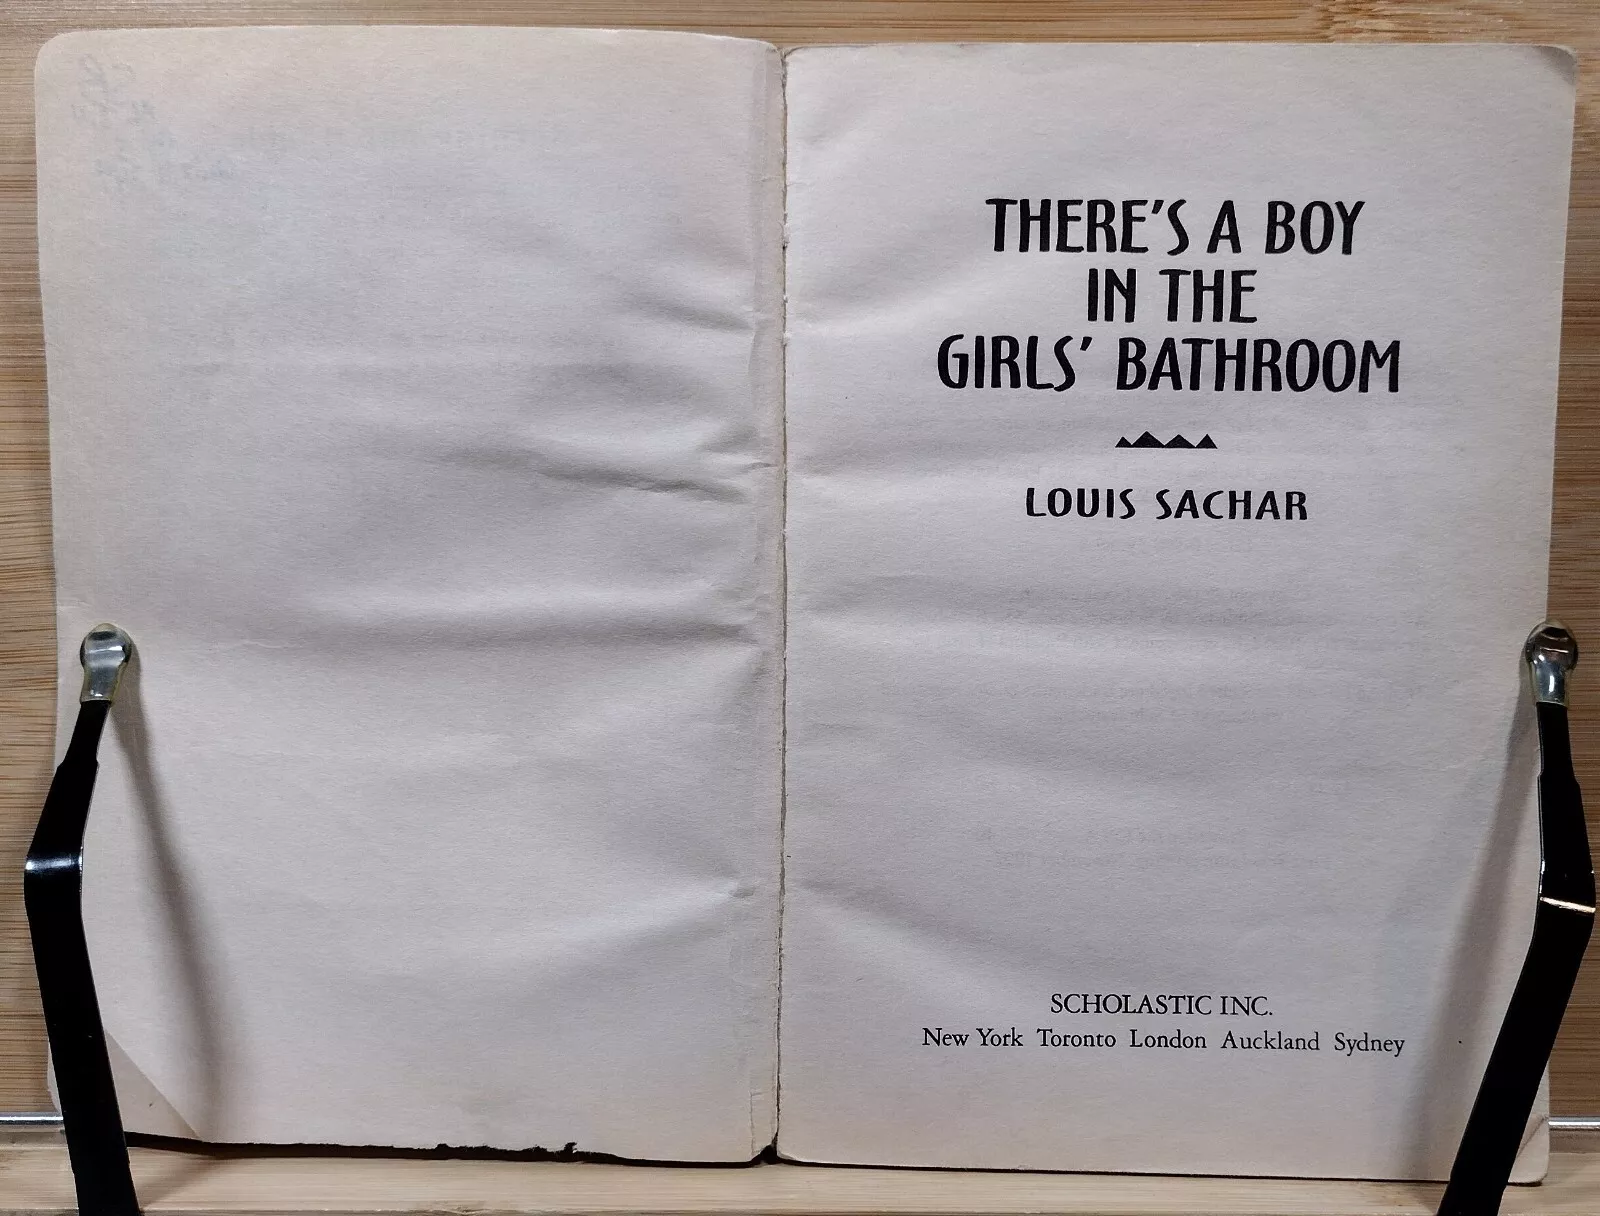 THERE'S A BOY
IN THE
GIRLS' BATHROOM
LOUIS SACHAR
SCHOLASTIC INC.
New York Toronto London Auckland Sydney